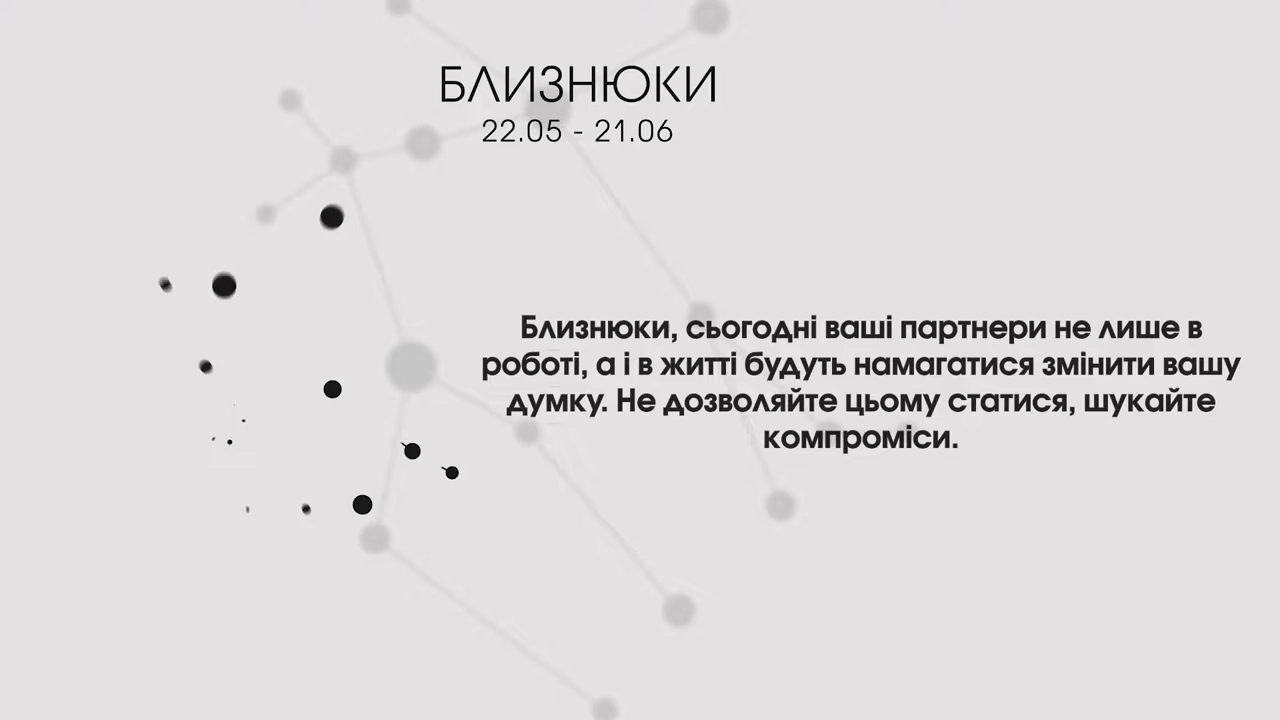 БЛИЗНЮКИ
22.05 - 21.06
Близнюки, сьогодні ваші партнери не лише в
роботі, а і в житті будуть намагатися змінити вашу
думку. Не дозволяйте цьому статися, шукайте
компроміси.